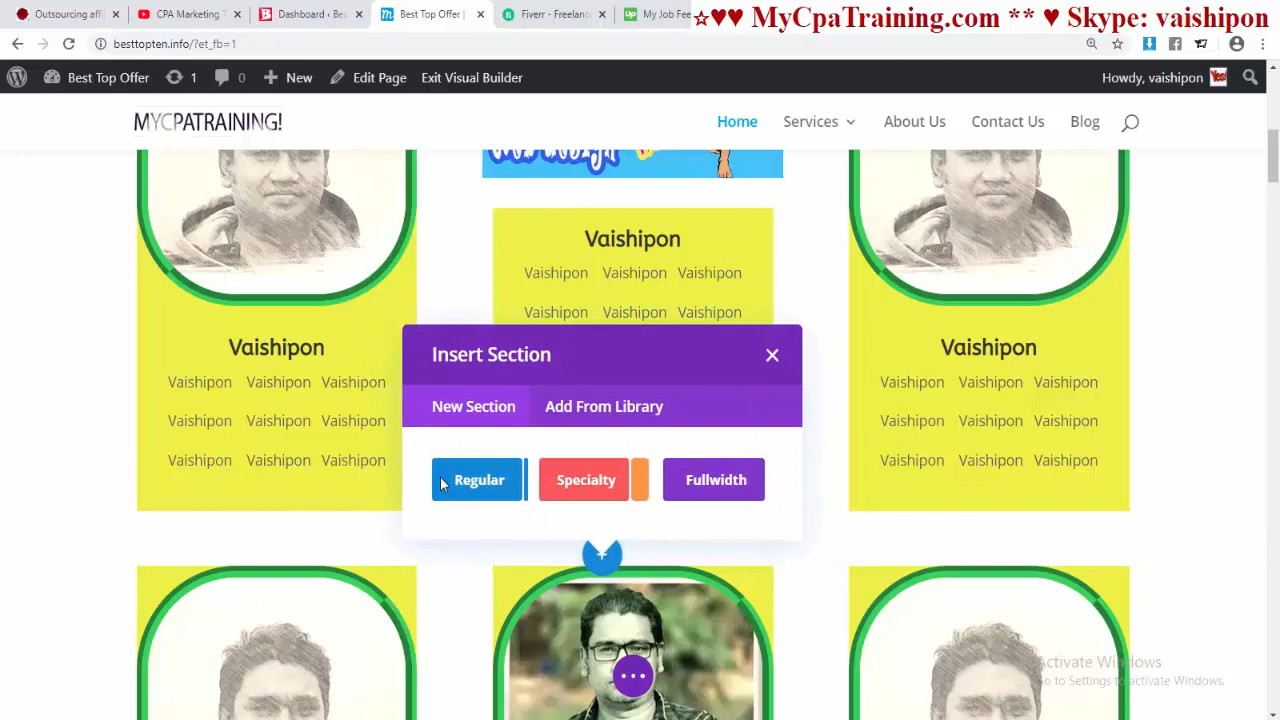 Outsourcing affi
CPA Marketing T
Dashboard ‹ Bes
Best Top Offer |
Fiverr - Freelanc
My Job Fee
☆♥♥ MyCpaTraining.com ** ♥ Skype: vaishipon
besttopten.info/?et_fb=1
Best Top Offer
1
0
New
Edit Page
Exit Visual Builder
Howdy, vaishipon
MYCPATRAINING!
Home
Services
About Us
Contact Us
Blog
Vaishipon
Vaishipon Vaishipon Vaishipon
Vaishipon Vaishipon Vaishipon
Vaishipon
Vaishipon Vaishipon Vaishipon
Vaishipon Vaishipon Vaishipon
Vaishipon Vaishipon Vaishipon
Insert Section
New Section
Add From Library
Regular
Specialty
Fullwidth
Vaishipon
Vaishipon Vaishipon Vaishipon
Vaishipon Vaishipon Vaishipon
Vaishipon Vaishipon Vaishipon
Activate Windows
Go to Settings to activate Windows.